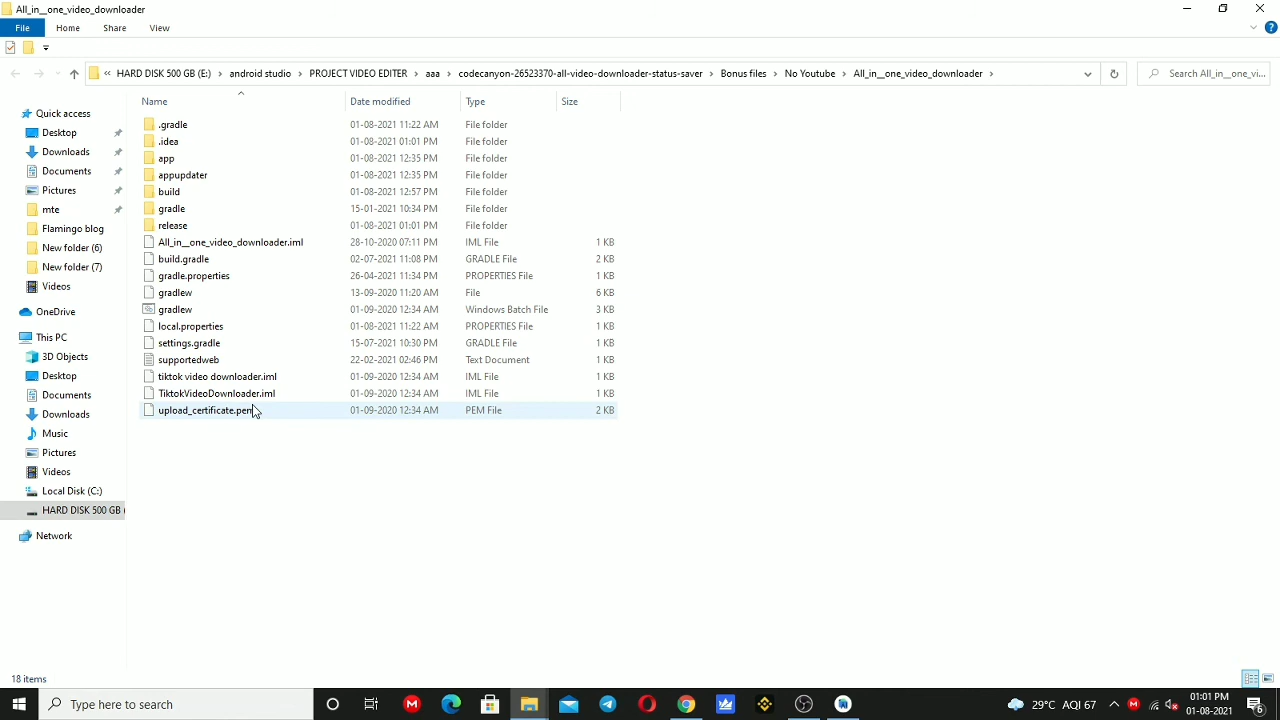 All_in__one_video_downloader
File Home Share View
« HARD DISK 500 GB (E:) › android studio › PROJECT VIDEO EDITER › aaa › codecanyon-26523370-all-video-downloader-status-saver › Bonus files › No Youtube › All_in__one_video_downloader ›
Search All_in__one_vi...
Name Date modified Type Size
Quick access
Desktop
Downloads
Documents
Pictures
mte
Flamingo blog
New folder (6)
New folder (7)
Videos
OneDrive
This PC
3D Objects
Desktop
Documents
Downloads
Music
Pictures
Videos
Local Disk (C:)
HARD DISK 500 GB (
Network
.gradle 01-08-2021 11:22 AM File folder
.idea 01-08-2021 01:01 PM File folder
app 01-08-2021 12:35 PM File folder
appupdater 01-08-2021 12:35 PM File folder
build 01-08-2021 12:57 PM File folder
gradle 15-01-2021 10:34 PM File folder
release 01-08-2021 01:01 PM File folder
All_in__one_video_downloader.iml 28-10-2020 07:11 PM IML File 1 KB
build.gradle 02-07-2021 11:08 PM GRADLE File 2 KB
gradle.properties 26-04-2021 11:34 PM PROPERTIES File 1 KB
gradlew 13-09-2020 11:20 AM File 6 KB
gradlew 01-09-2020 12:34 AM Windows Batch File 3 KB
local.properties 01-08-2021 11:22 AM PROPERTIES File 1 KB
settings.gradle 15-07-2021 10:30 PM GRADLE File 1 KB
supportedweb 22-02-2021 02:46 PM Text Document 1 KB
tiktok video downloader.iml 01-09-2020 12:34 AM IML File 1 KB
TiktokVideoDownloader.iml 01-09-2020 12:34 AM IML File 1 KB
upload_certificate.pem 01-09-2020 12:34 AM PEM File 2 KB
18 items
Type here to search
29°C AQI 67
01:01 PM
01-08-2021
6